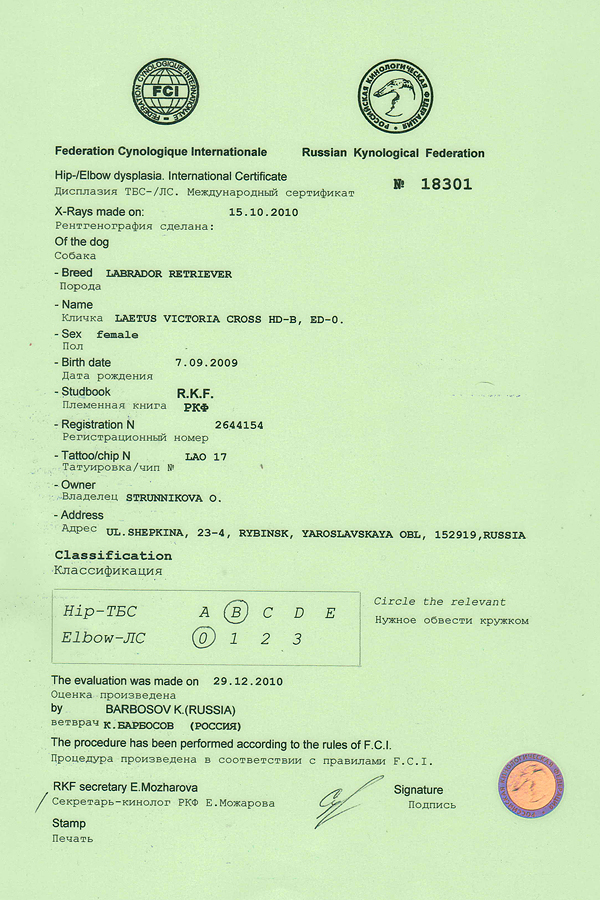 FEDERATION CYNOLOGIQUE INTERNATIONALE
FCI
РОССИЙСКАЯ КИНОЛОГИЧЕСКАЯ ФЕДЕРАЦИЯ
Federation Cynologique Internationale Russian Kynological Federation
Hip-/Elbow dysplasia. International Certificate
№ 18301
Дисплазия ТБС-/ЛС. Международный сертификат
X-Rays made on: 15.10.2010
Рентгенография сделана:
Of the dog
Собака
- Breed LABRADOR RETRIEVER
Порода
- Name
Кличка LAETUS VICTORIA CROSS HD-B, ED-0.
- Sex female
Пол
- Birth date 7.09.2009
Дата рождения
- Studbook R.K.F.
Племенная книга РКФ
- Registration N 2644154
Регистрационный номер
- Tattoo/chip N LAO 17
Татуировка/чип №
- Owner
Владелец STRUNNIKOVA O.
- Address
Адрес UL.SHEPKINA, 23-4, RYBINSK, YAROSLAVSKAYA OBL, 152919,RUSSIA
Classification
Классификация
Hip-ТБС A B C D E
Circle the relevant
Elbow-ЛС 0 1 2 3
Нужное обвести кружком
The evaluation was made on 29.12.2010
Оценка произведена
by BARBOSOV K.(RUSSIA)
ветврач К.БАРБОСОВ (РОССИЯ)
The procedure has been performed according to the rules of F.C.I.
Процедура произведена в соответствии с правилами F.C.I.
RKF secretary E.Mozharova Signature
Секретарь-кинолог РКФ Е.Можарова Подпись
Stamp
Печать